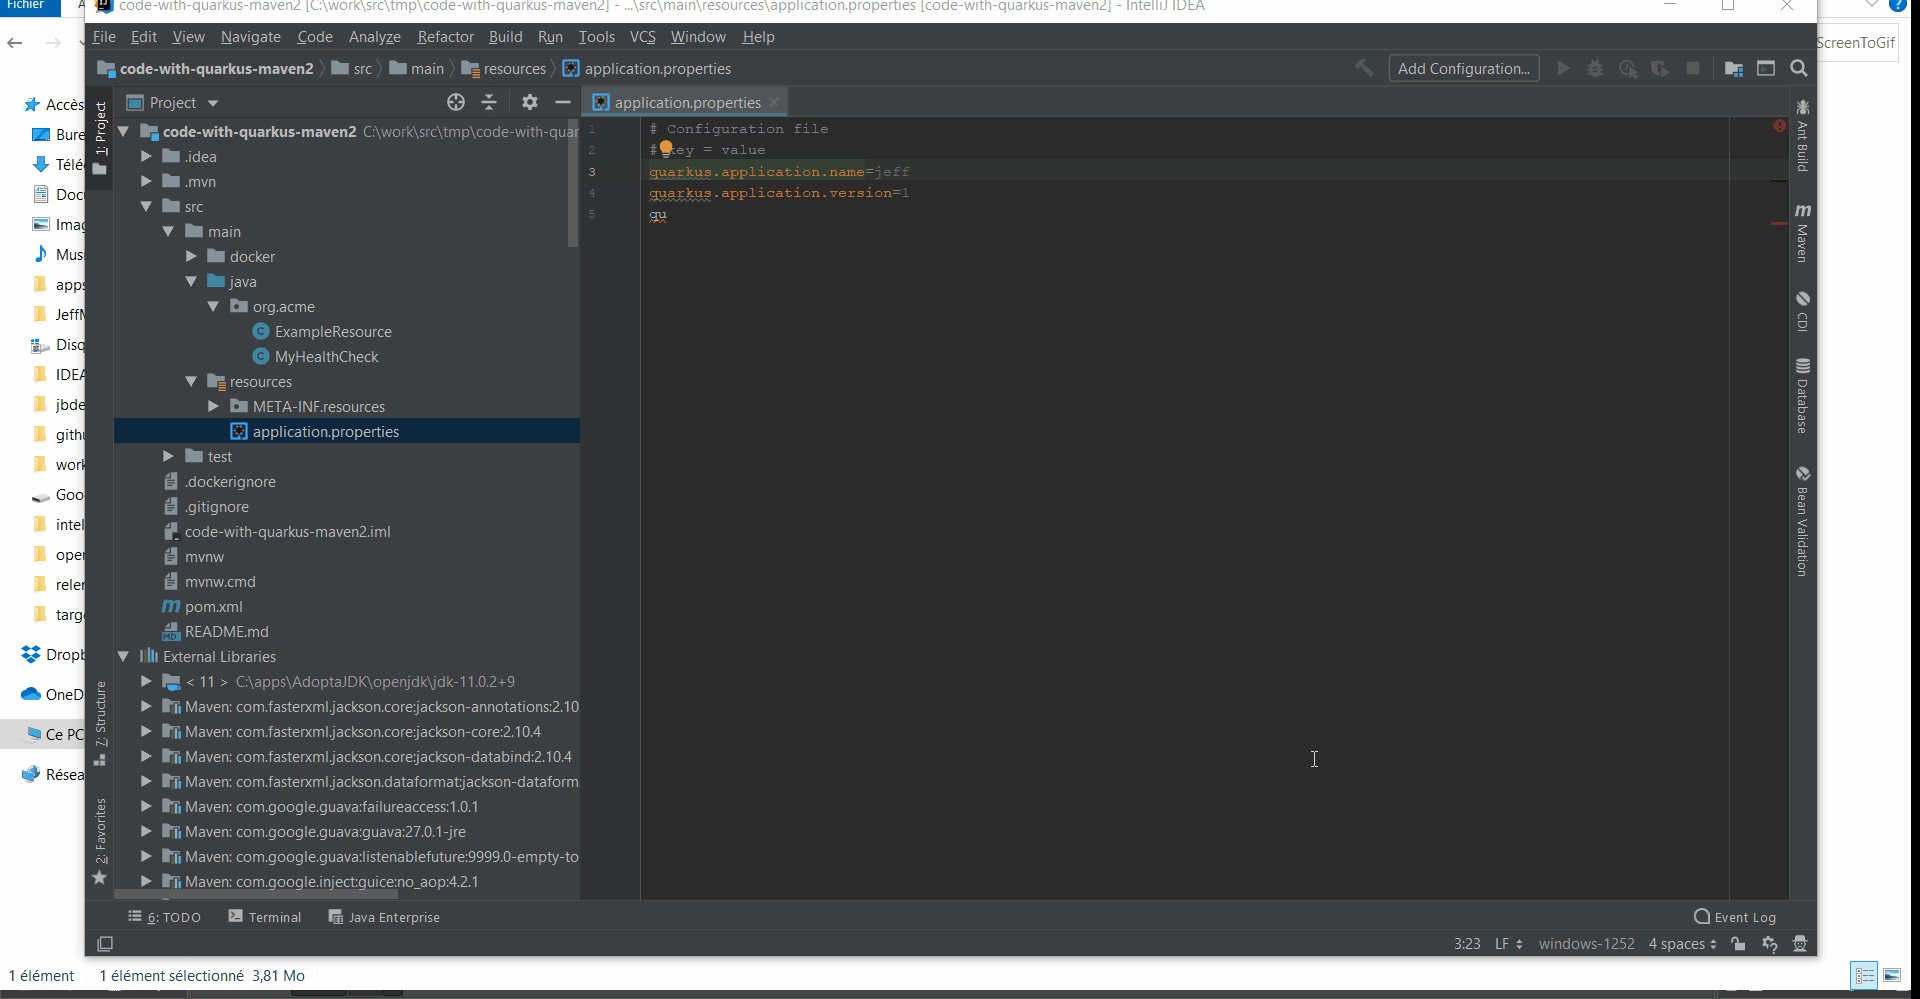 Fichier
code-with-quarkus-maven2 [C:\work\src\tmp\code-with-quarkus-maven2] - ...\src\main\resources\application.properties [code-with-quarkus-maven2] - IntelliJ IDEA
ScreenToGif
File Edit View Navigate Code Analyze Refactor Build Run Tools VCS Window Help
code-with-quarkus-maven2 src main resources application.properties
Add Configuration...
Accès
Bure
Télé
Docu
Imag
Musi
apps
JeffM
Disq
IDEA
jbde
githu
work
Goo
intel
oper
reler
targe
Dropb
OneD
Ce PC
Résea
1: Project
7: Structure
2: Favorites
Project
code-with-quarkus-maven2 C:\work\src\tmp\code-with-quar
.idea
.mvn
src
main
docker
java
org.acme
ExampleResource
MyHealthCheck
resources
META-INF.resources
application.properties
test
.dockerignore
.gitignore
code-with-quarkus-maven2.iml
mvnw
mvnw.cmd
pom.xml
README.md
External Libraries
< 11 > C:\apps\AdoptaJDK\openjdk\jdk-11.0.2+9
Maven: com.fasterxml.jackson.core:jackson-annotations:2.10
Maven: com.fasterxml.jackson.core:jackson-core:2.10.4
Maven: com.fasterxml.jackson.core:jackson-databind:2.10.4
Maven: com.fasterxml.jackson.dataformat:jackson-dataform
Maven: com.google.guava:failureaccess:1.0.1
Maven: com.google.guava:guava:27.0.1-jre
Maven: com.google.guava:listenablefuture:9999.0-empty-to
Maven: com.google.inject:guice:no_aop:4.2.1
application.properties
1 # Configuration file
2 # key = value
3 quarkus.application.name=jeff
4 quarkus.application.version=1
5 qu
Ant Build
Maven
CDI
Database
Bean Validation
6: TODO Terminal Java Enterprise
Event Log
3:23 LF windows-1252 4 spaces
1 élément 1 élément sélectionné 3,81 Mo